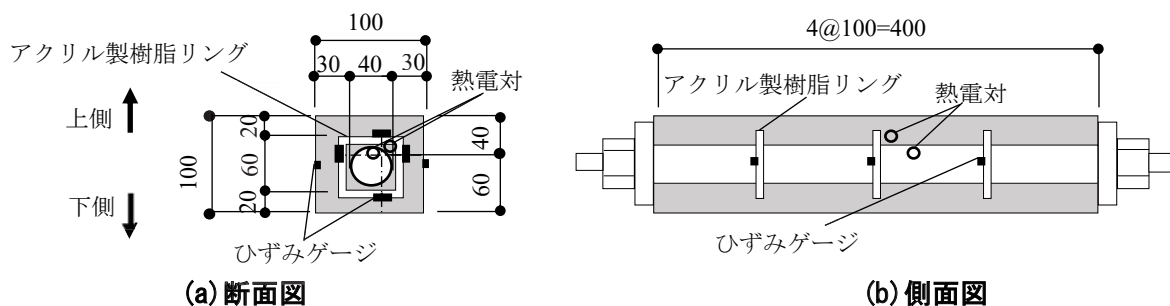 100
30 40 30
アクリル製樹脂リング
熱電対
上側
下側
100
20
60
20
40
60
ひずみゲージ
(a)断面図
4@100=400
アクリル製樹脂リング
熱電対
ひずみゲージ
(b)側面図